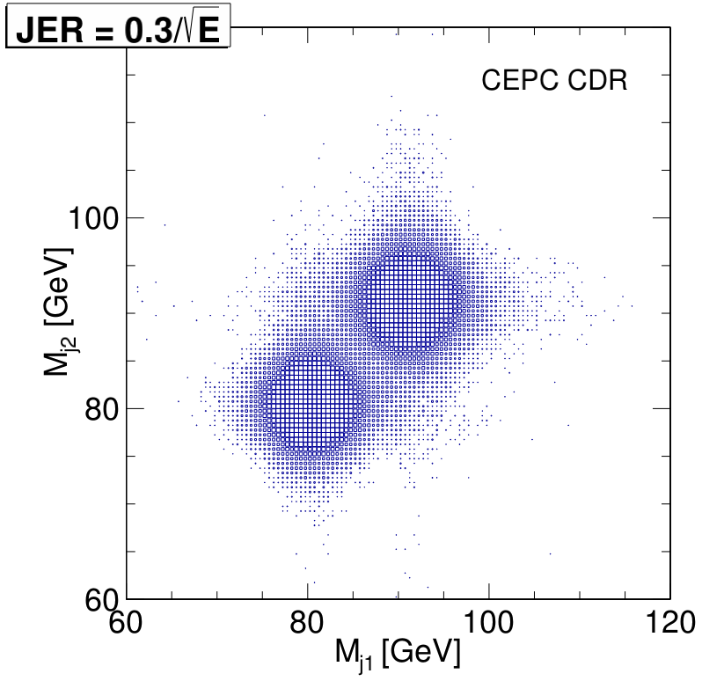 JER = 0.3/√E
CEPC CDR
100
80
60
60 80 100 120
M_j2 [GeV]
M_j1 [GeV]